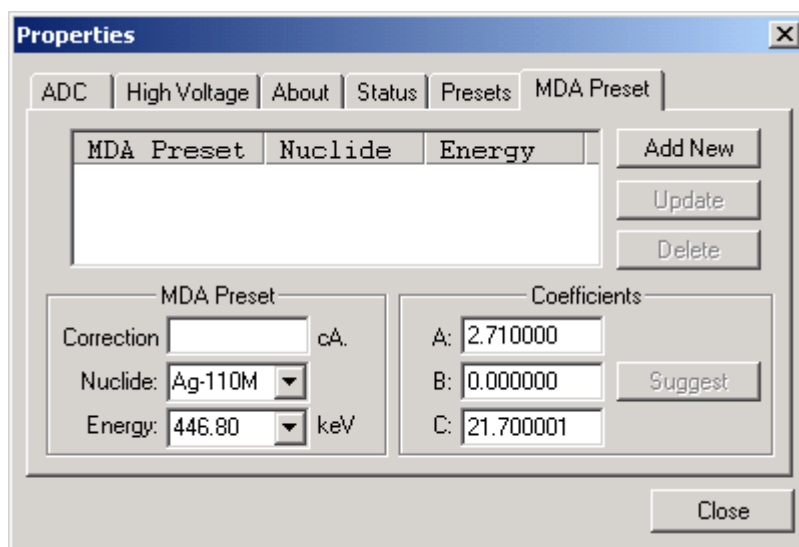 Properties
ADC High Voltage About Status Presets MDA Preset
MDA Preset Nuclide Energy
Add New
Update
Delete
MDA Preset
Correction cA.
Nuclide: Ag-110M
Energy: 446.80 keV
Coefficients
A: 2.710000
B: 0.000000
C: 21.700001
Suggest
Close